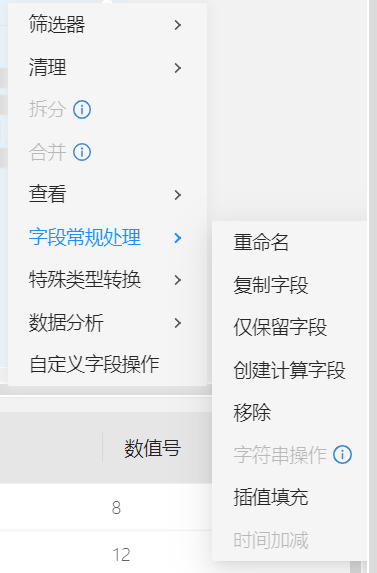 筛选器
清理
拆分
合并
查看
字段常规处理
特殊类型转换
数据分析
自定义字段操作
重命名
复制字段
仅保留字段
创建计算字段
移除
字符串操作
插值填充
时间加减
数值号
8
12